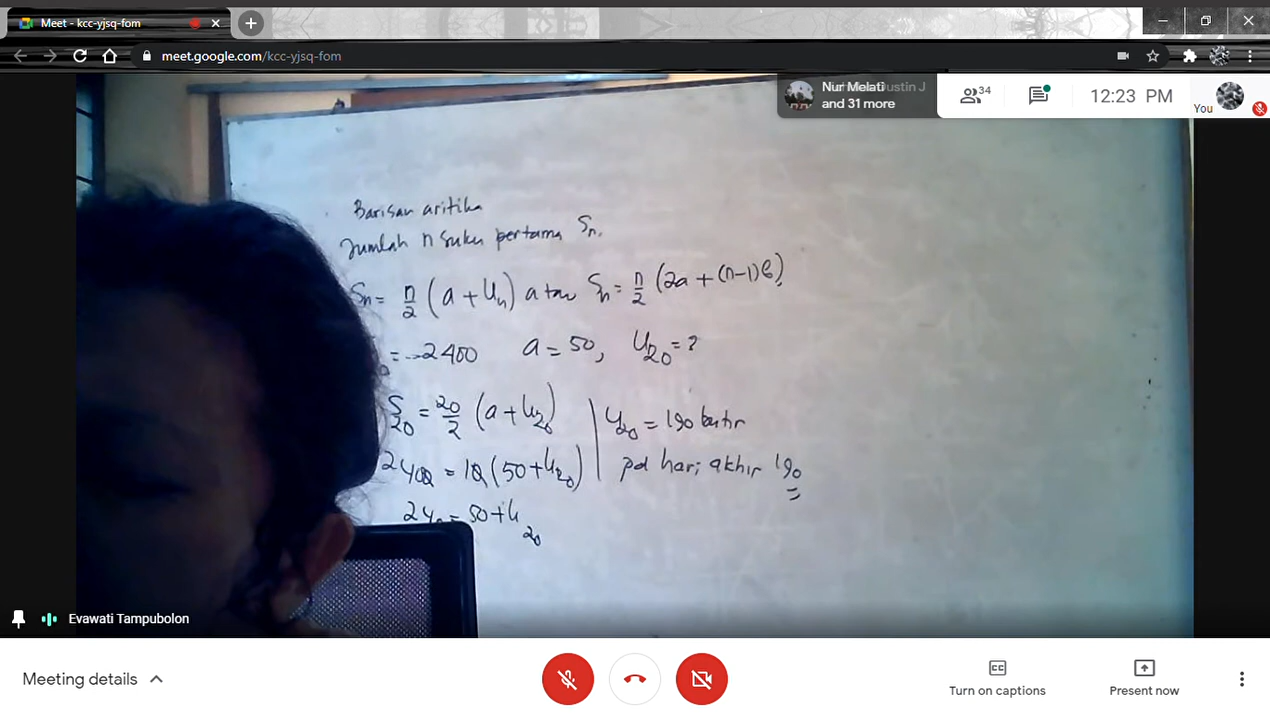 Meet - kcc-yjsq-fom
meet.google.com/kcc-yjsq-fom
Nur Melati
and 31 more
34
12:23 PM
You
Barisan aritika
Jumlah n suku pertama Sn.
Sn = n/2 (a + Un) atau Sn = n/2 (2a + (n-1)b)
= 2400 a = 50, U20 = ?
S20 = 20/2 (a + U20) U20 = 190 butir
2400 = 10 (50 + U20) pd hari akhir 190
240 = 50 + U20
Evawati Tampubolon
Meeting details
Turn on captions
Present now